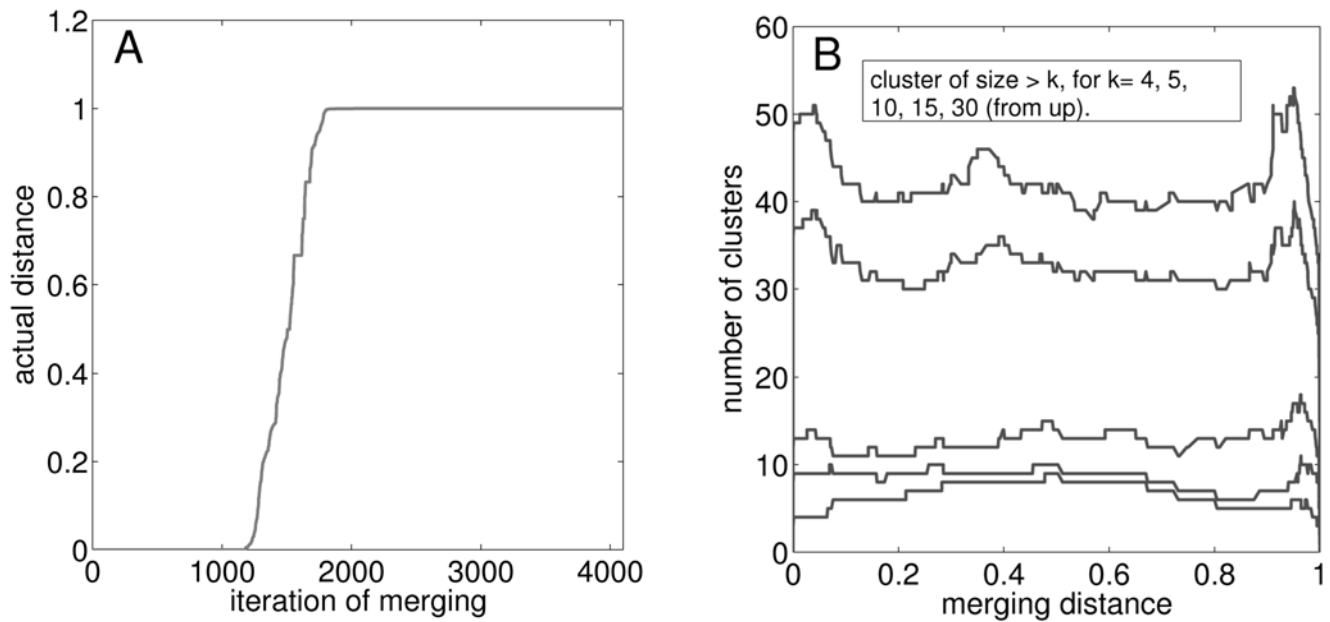 A
actual distance
1.2
1
0.8
0.6
0.4
0.2
0
0 1000 2000 3000 4000
iteration of merging
B
cluster of size > k, for k= 4, 5,
10, 15, 30 (from up).
number of clusters
60
50
40
30
20
10
0
0 0.2 0.4 0.6 0.8 1
merging distance